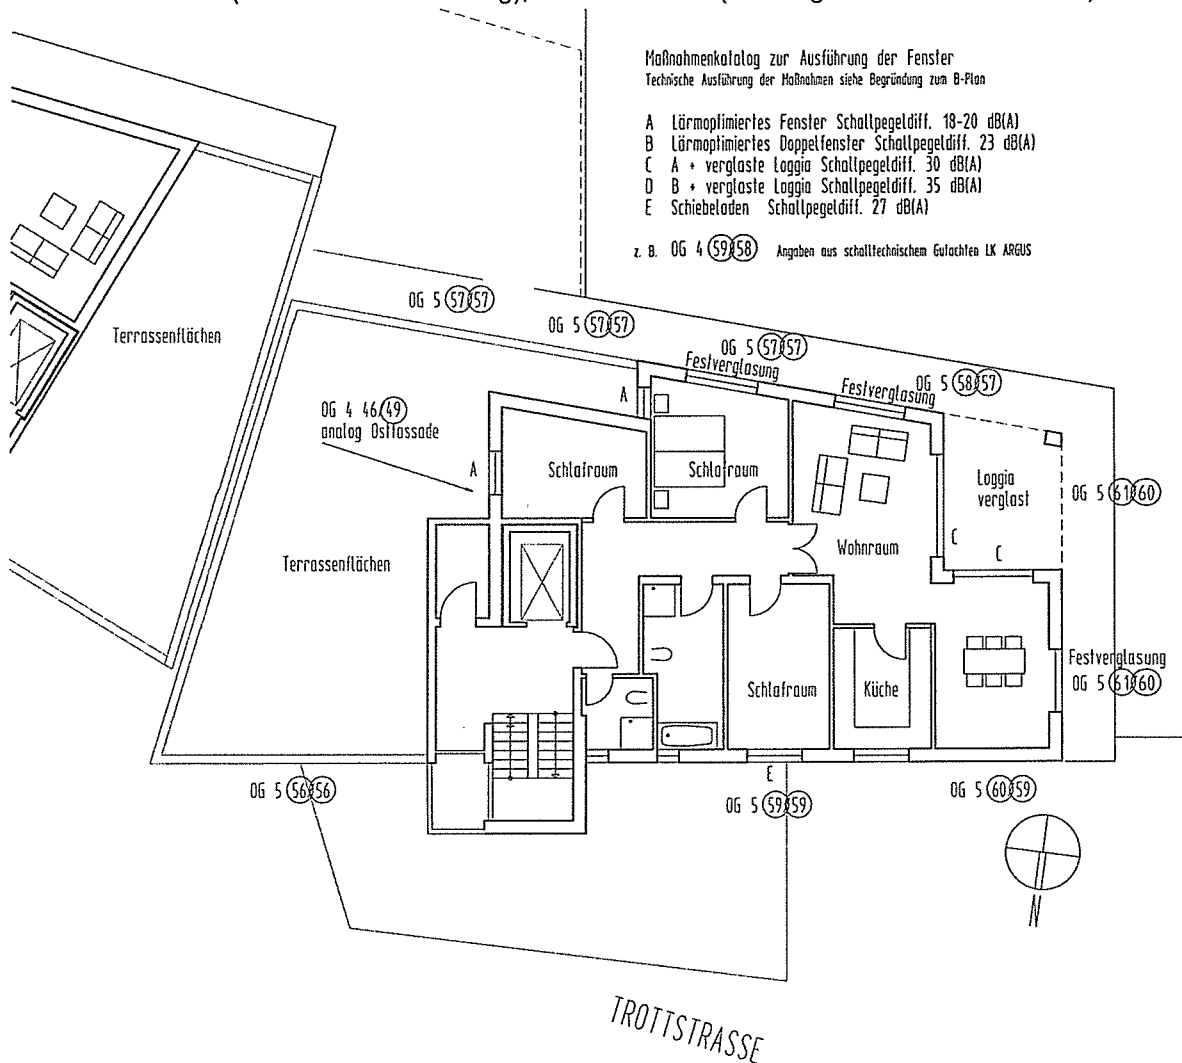 Maßnahmenkatalog zur Ausführung der Fenster
Technische Ausführung der Maßnahmen siehe Begründung zum B-Plan
A Lärmoptimiertes Fenster Schallpegeldiff. 18-20 dB(A)
B Lärmoptimiertes Doppelfenster Schallpegeldiff. 23 dB(A)
C A + verglaste Loggia Schallpegeldiff. 30 dB(A)
D B + verglaste Loggia Schallpegeldiff. 35 dB(A)
E Schiebeladen Schallpegeldiff. 27 dB(A)
z. B. OG 4 59/58 Angaben aus schalltechnischem Gutachten LK ARGUS
OG 5 57/57
OG 5 57/57
OG 5 57/57
Festverglasung
OG 5 58/57
Festverglasung
Terrassenflächen
A
OG 4 46/49
analog Ostfassade
A
Schlafraum
Schlafraum
Loggia
verglast
OG 5 61/60
C
C
Wohnraum
Terrassenflächen
Festverglasung
OG 5 61/60
Schlafraum
Küche
E
OG 5 56/56
OG 5 59/59
OG 5 60/59
N
TROTTSTRASSE